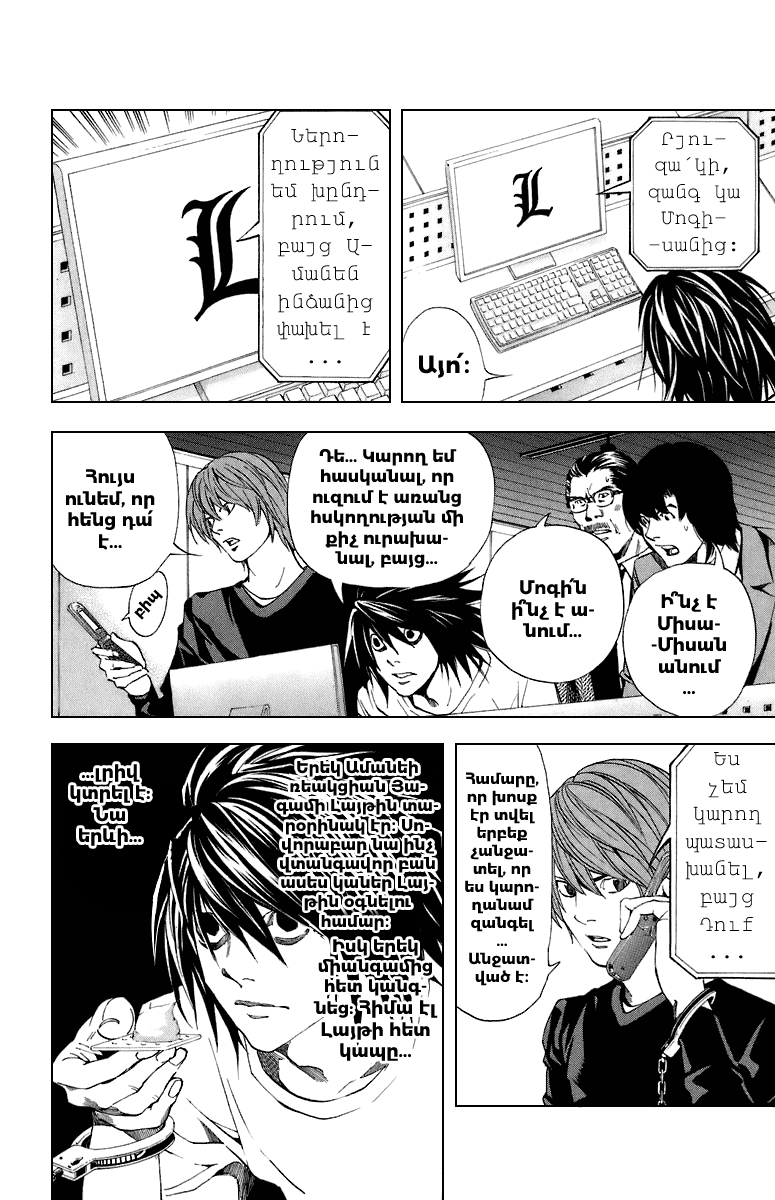 Րյու-
զա՛կի,
զանգ կա
Մոգի-
-սանից:
Այո՛:
Ներո-
ղություն
եմ խընդ-
րում,
բայց Ա-
մանեն
ինձանից
փախել է
...
Ի՞նչ է
Միսա-
-Միսան
անում
...
Մոգի՞ն
ի՞նչ է ա-
նում...
Դե... Կարող եմ
հասկանալ, որ
ուզում է առանց
հսկողության մի
քիչ ուրախա-
նալ, բայց...
Հույս
ունեմ, որ
հենց դա՛
է...
բիպ
Ես
չեմ
կարող
պատաս-
խանել,
բայց
Դուք
...
Համարը,
որ խոսք
էր տվել
երբեք
չանջա-
տել, որ
ես կարո-
ղանամ
զանգել
...
Անջատ-
ված է:
Երեկ Ամանեի
ռեակցիան Յա-
գամի Լայթին տա-
րօրինակ էր: Սո-
վորաբար նա ինչ
վտանգավոր բան
ասես կաներ Լայ-
թին օգնելու
համար:
Իսկ երեկ
միանգամից
հետ կանգ-
նեց: Հիմա էլ
Լայթի հետ
կապը...
...լրիվ
կտրել է:
Նա
երևի...